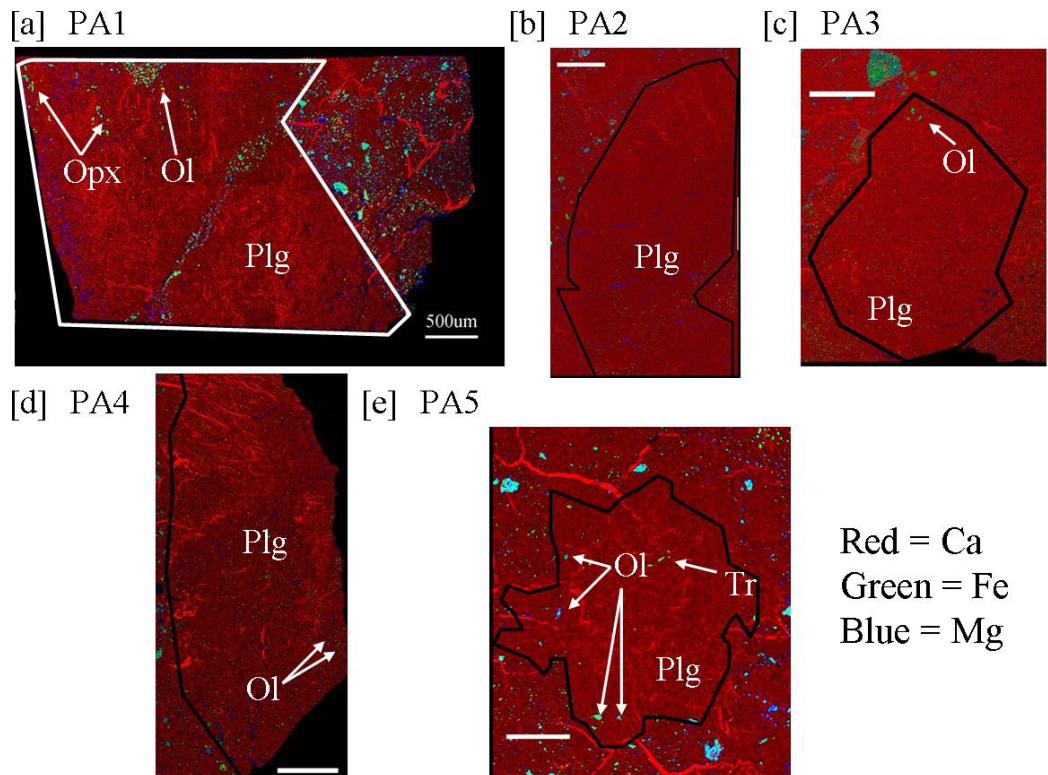 [a] PA1
[b] PA2
[c] PA3
Opx
Ol
Plg
500um
Plg
Ol
Plg
[d] PA4
[e] PA5
Plg
Ol
Ol
Tr
Plg
Red = Ca
Green = Fe
Blue = Mg